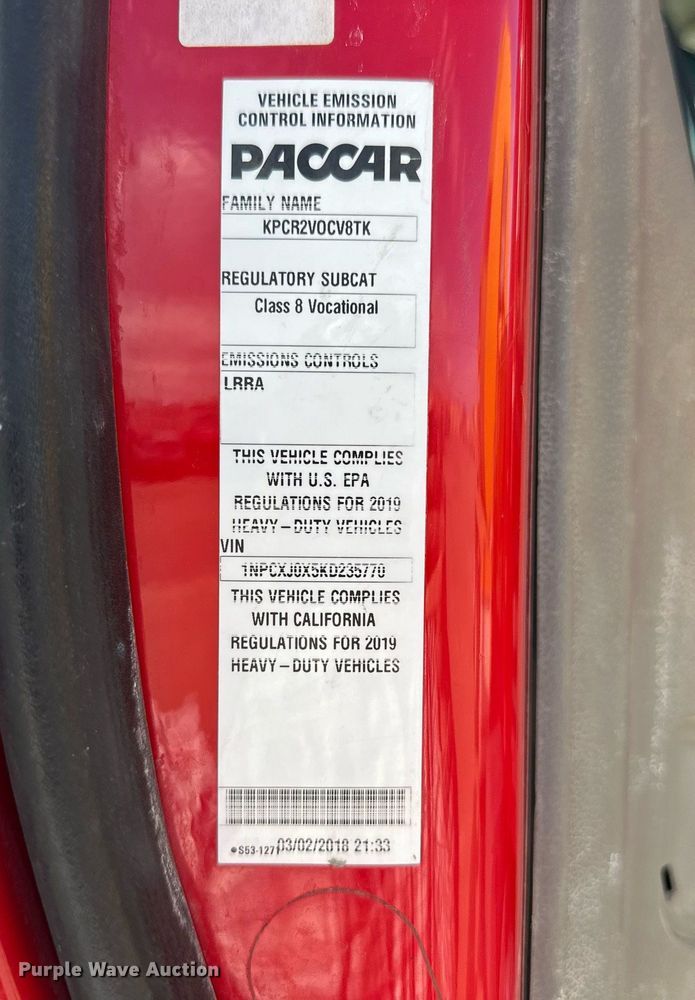 VEHICLE EMISSION
CONTROL INFORMATION
PACCAR
FAMILY NAME
KPCR2VOCV8TK
REGULATORY SUBCAT
Class 8 Vocational
EMISSIONS CONTROLS
LRRA
THIS VEHICLE COMPLIES
WITH U.S. EPA
REGULATIONS FOR 2019
HEAVY-DUTY VEHICLES
VIN
1NPCXJ0X5KD235770
THIS VEHICLE COMPLIES
WITH CALIFORNIA
REGULATIONS FOR 2019
HEAVY-DUTY VEHICLES
S53-1271 03/02/2018 21:33
Purple Wave Auction